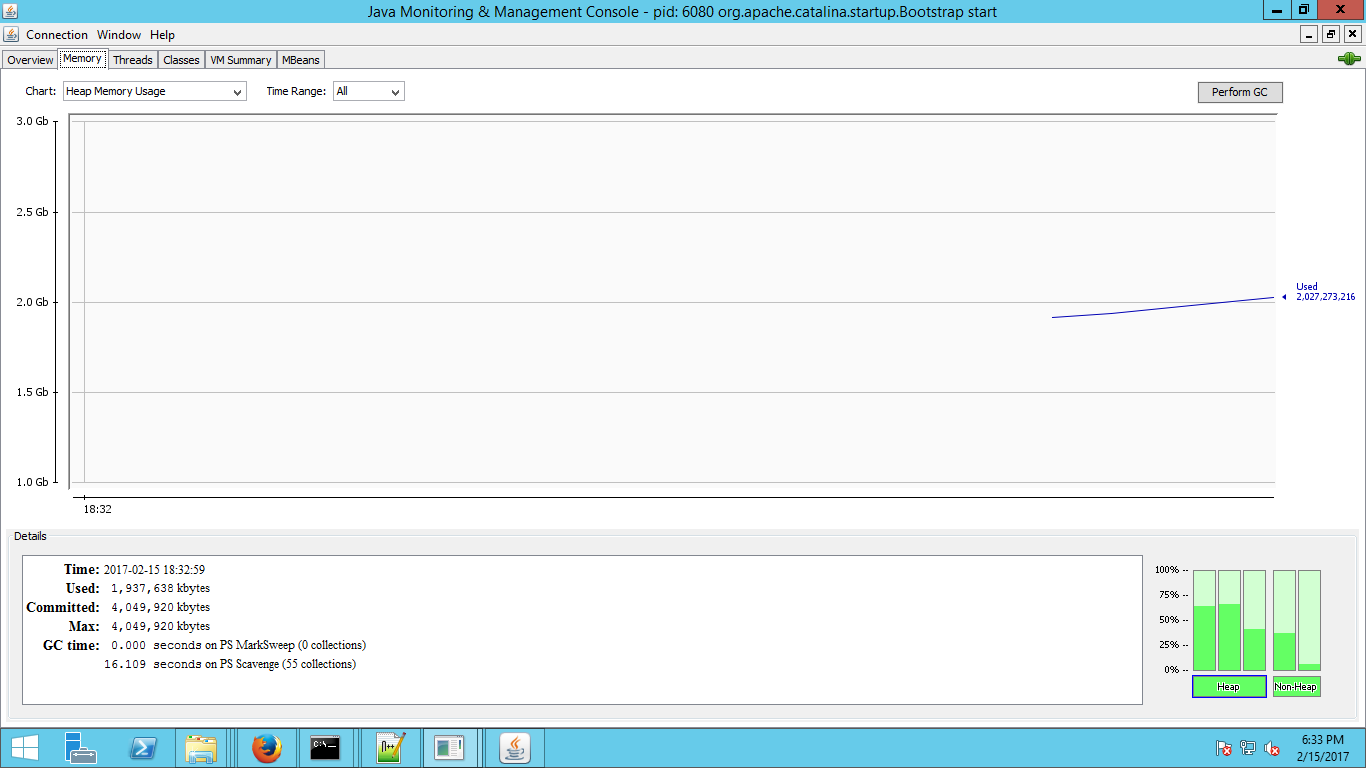 Java Monitoring & Management Console - pid: 6080 org.apache.catalina.startup.Bootstrap start
Connection Window Help
Overview Memory Threads Classes VM Summary MBeans
Chart: Heap Memory Usage Time Range: All Perform GC
3.0 Gb
2.5 Gb
2.0 Gb
Used
2,027,273,216
1.5 Gb
1.0 Gb
18:32
Details
Time: 2017-02-15 18:32:59
Used: 1,937,638 kbytes
Committed: 4,049,920 kbytes
Max: 4,049,920 kbytes
GC time: 0.000 seconds on PS MarkSweep (0 collections)
16.109 seconds on PS Scavenge (55 collections)
100% --
75% --
50% --
25% --
0% --
Heap Non-Heap
C:\_
N++
6:33 PM
2/15/2017